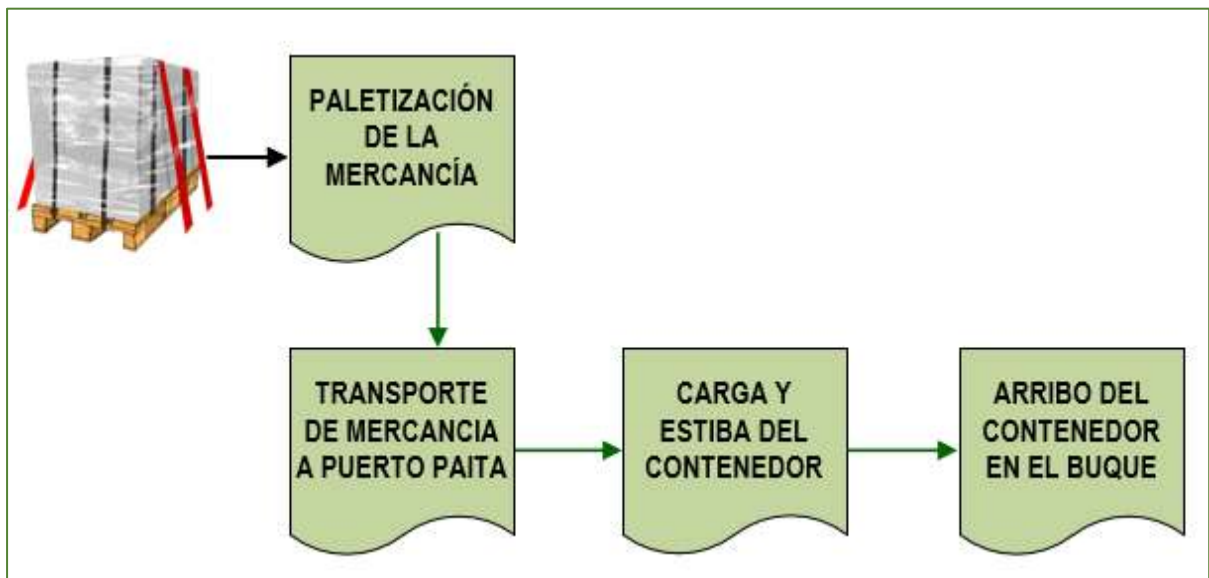 PALETIZACIÓN
DE LA
MERCANCÍA
TRANSPORTE
DE MERCANCIA
A PUERTO PAITA
CARGA Y
ESTIBA DEL
CONTENEDOR
ARRIBO DEL
CONTENEDOR
EN EL BUQUE